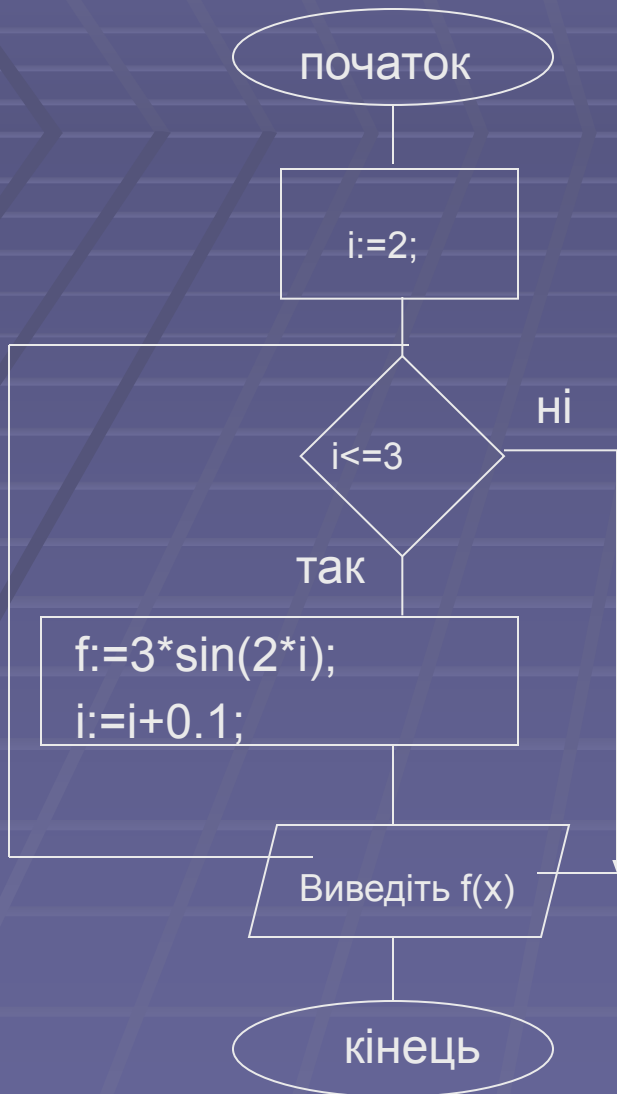 початок
i:=2;
ні
i<=3
так
f:=3*sin(2*i);
i:=i+0.1;
Виведіть f(x)
кінець